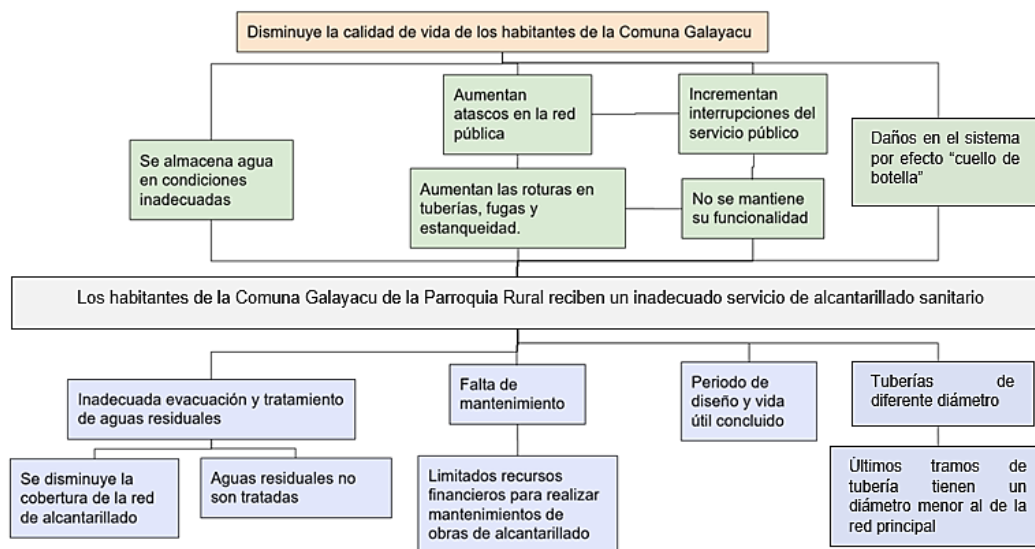 Disminuye la calidad de vida de los habitantes de la Comuna Galayacu
Aumentan
atascos en la red
pública
Incrementan
interrupciones del
servicio público
Se almacena agua
en condiciones
inadecuadas
Daños en el sistema
por efecto “cuello de
botella”
Aumentan las roturas en
tuberías, fugas y
estanqueidad.
No se mantiene
su funcionalidad
Los habitantes de la Comuna Galayacu de la Parroquia Rural reciben un inadecuado servicio de alcantarillado sanitario
Inadecuada evacuación y tratamiento
de aguas residuales
Falta de
mantenimiento
Periodo de
diseño y vida
útil concluido
Tuberías de
diferente diámetro
Se disminuye la
cobertura de la red
de alcantarillado
Aguas residuales no
son tratadas
Limitados recursos
financieros para realizar
mantenimientos de
obras de alcantarillado
Últimos tramos de
tubería tienen un
diámetro menor al de la
red principal